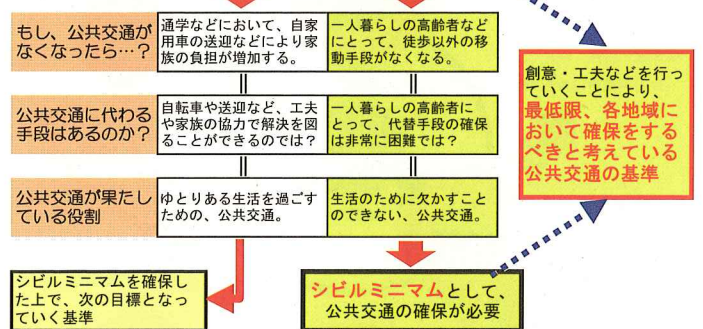 もし、公共交通が
なくなったら…？
通学などにおいて、自家
用車の送迎などにより家
族の負担が増加する。
一人暮らしの高齢者など
にとって、徒歩以外の移
動手段がなくなる。
公共交通に代わる
手段はあるのか？
自転車や送迎など、工夫
や家族の協力で解決を図
ることができるのでは？
一人暮らしの高齢者に
とって、代替手段の確保
は非常に困難では？
公共交通が果たし
ている役割
ゆとりある生活を過ごす
ための、公共交通。
生活のために欠かすこと
のできない、公共交通。
創意・工夫などを行っ
ていくことにより、
最低限、各地域に
おいて確保をする
べきと考えている
公共交通の基準
シビルミニマムを確保し
た上で、次の目標となっ
ていく基準
シビルミニマムとして、
公共交通の確保が必要